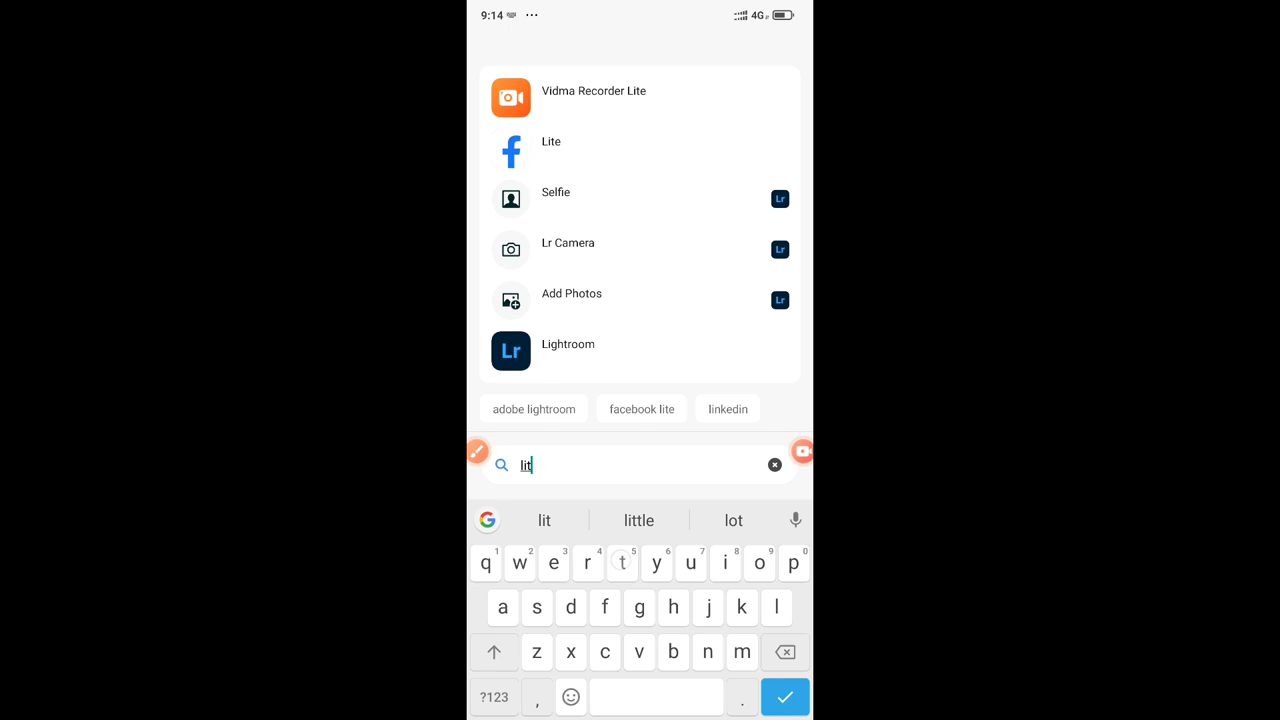 9:14 ... 4G
Vidma Recorder Lite
Lite
Selfie
Lr
Lr Camera
Lr
Add Photos
Lr
Lr
Lightroom
adobe lightroom facebook lite linkedin
lit
G lit little lot
1 2 3 4 5 6 7 8 9 0
q w e r t y u i o p
a s d f g h j k l
z x c v b n m
?123 , .